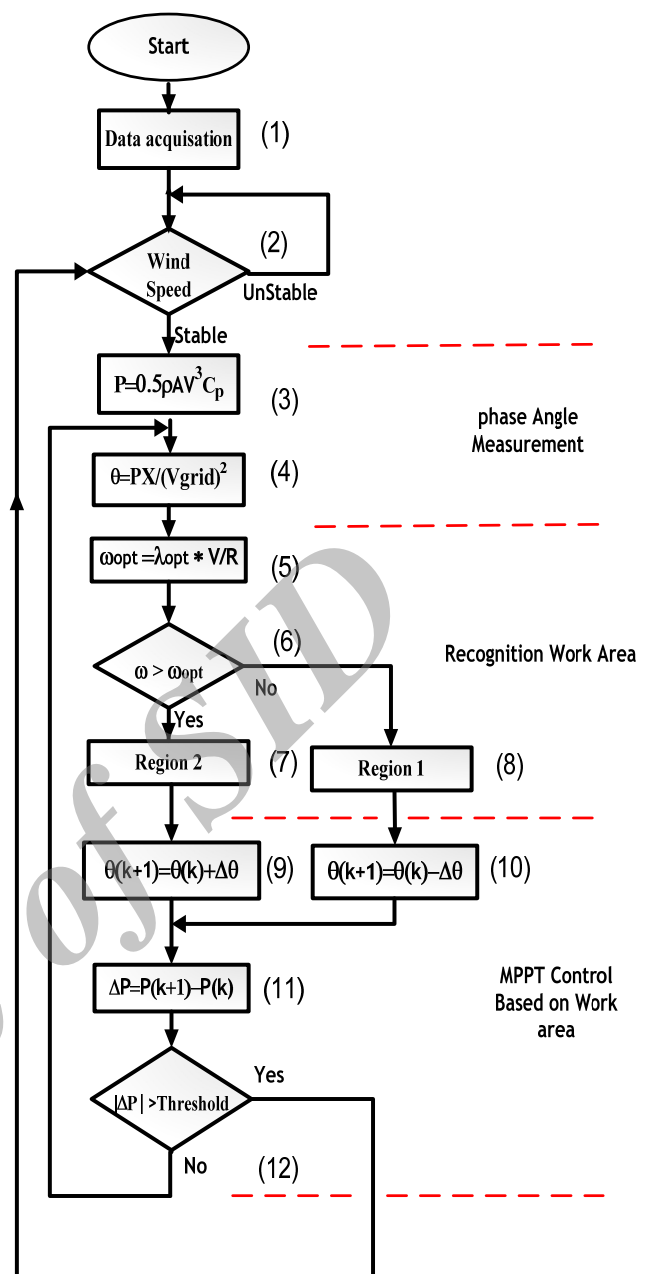 Start
Data acquisation
(1)
(2)
Wind
Speed
UnStable
Stable
P=0.5ρAV³Cp
(3)
phase Angle
Measurement
θ=PX/(Vgrid)²
(4)
ωopt =λopt * V/R
(5)
(6)
ω > ωopt
No
Yes
Recognition Work Area
Region 2
(7)
Region 1
(8)
θ(k+1)=θ(k)+Δθ
(9)
θ(k+1)=θ(k)−Δθ
(10)
ΔP=P(k+1)−P(k)
(11)
MPPT Control
Based on Work
area
|ΔP| >Threshold
Yes
No
(12)
of SID